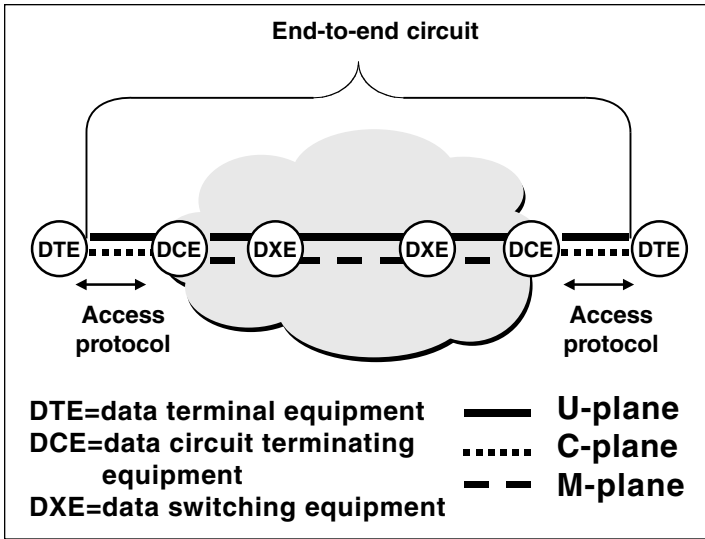 End-to-end circuit
DTE DCE DXE DXE DCE DTE
Access
protocol
Access
protocol
DTE=data terminal equipment
DCE=data circuit terminating
equipment
DXE=data switching equipment
U-plane
C-plane
M-plane